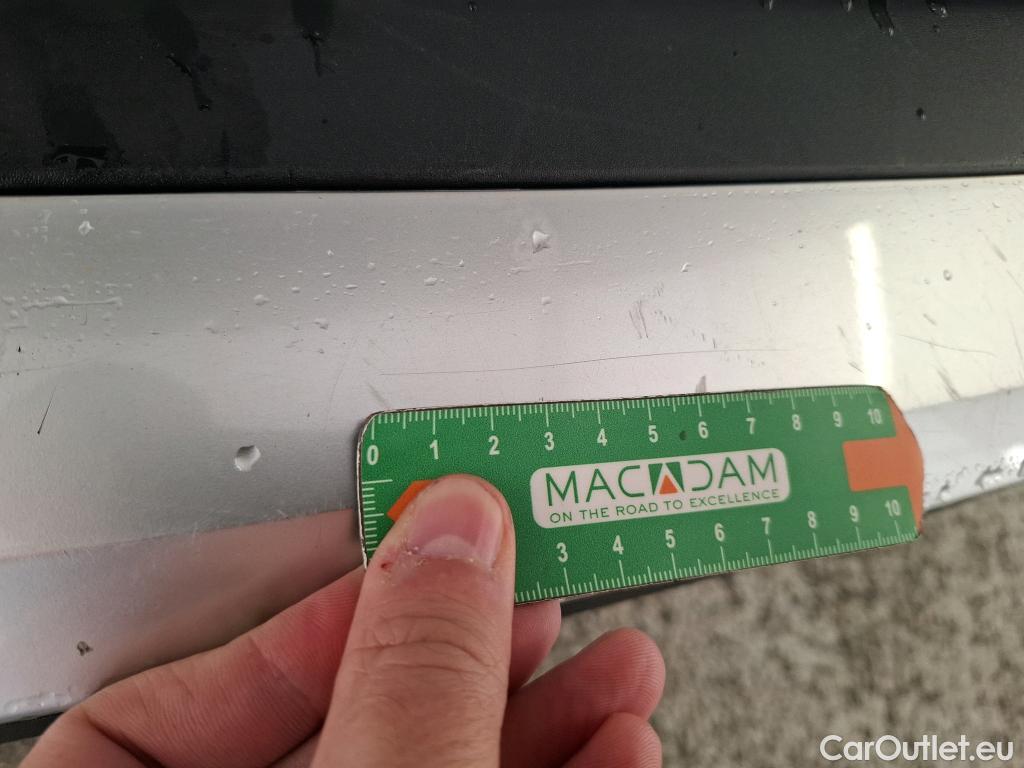 0 1 2 3 4 5 6 7 8 9 10
MACADAM
ON THE ROAD TO EXCELLENCE
3 4 5 6 7 8 9 10
CarOutlet.eu